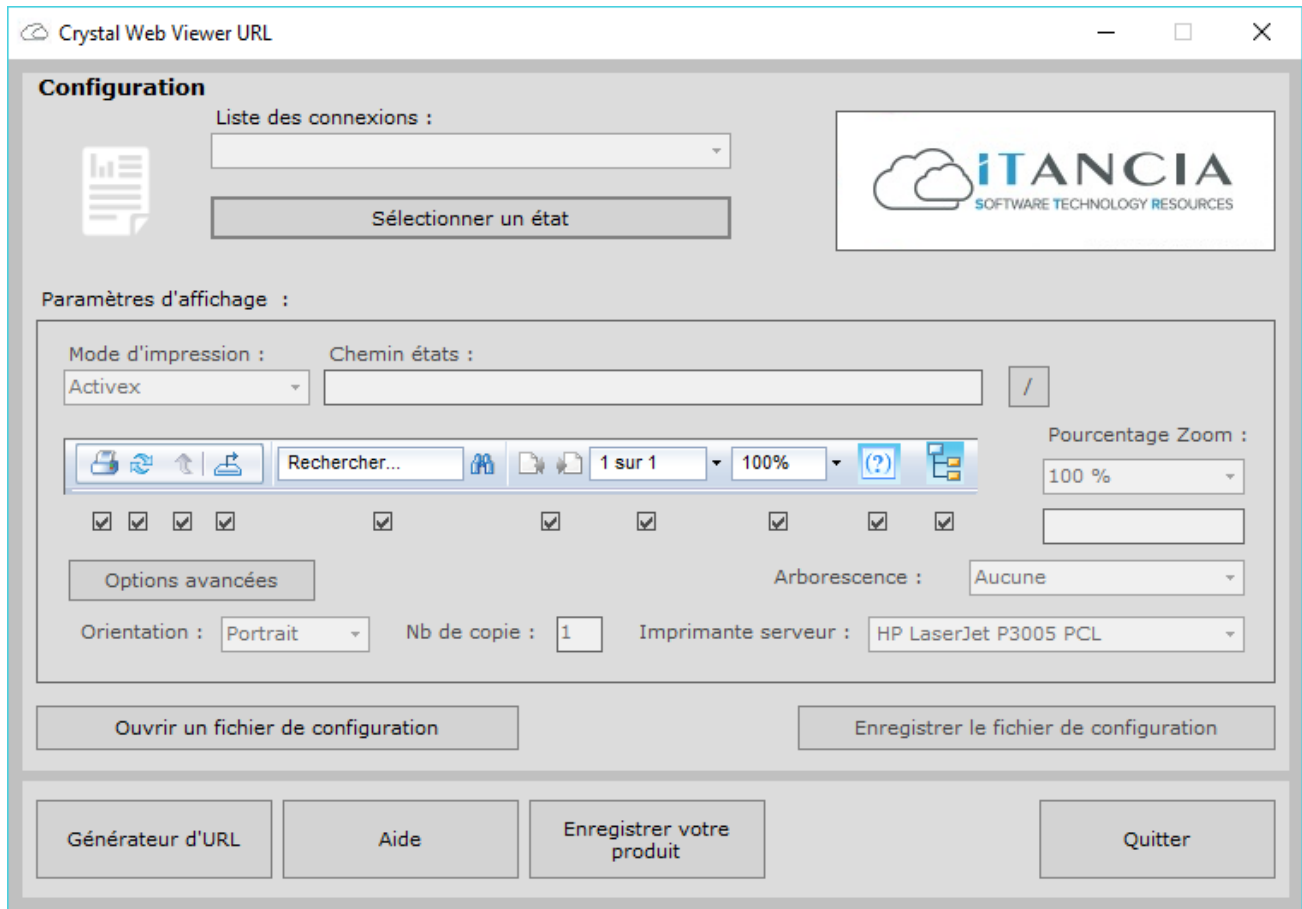 Crystal Web Viewer URL
Configuration
Liste des connexions :
Sélectionner un état
iTANCIA
SOFTWARE TECHNOLOGY RESOURCES
Paramètres d'affichage :
Mode d'impression :
Chemin états :
Activex
/
Rechercher...
1 sur 1
100%
(?)
Pourcentage Zoom :
100 %
Options avancées
Arborescence :
Aucune
Orientation :
Portrait
Nb de copie :
1
Imprimante serveur :
HP LaserJet P3005 PCL
Ouvrir un fichier de configuration
Enregistrer le fichier de configuration
Générateur d'URL
Aide
Enregistrer votre
produit
Quitter